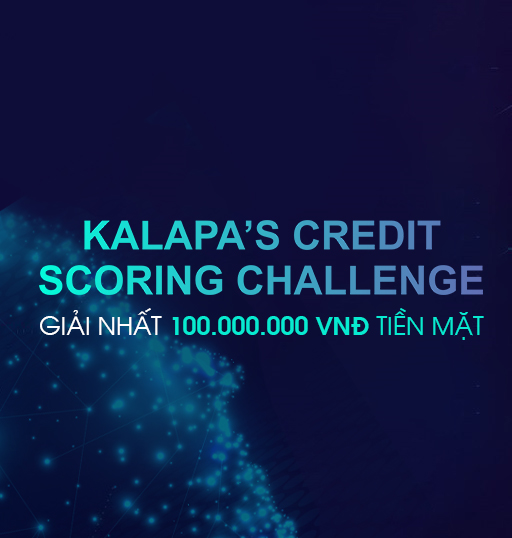 KALAPA’S CREDIT
SCORING CHALLENGE
GIẢI NHẤT 100.000.000 VNĐ TIỀN MẶT